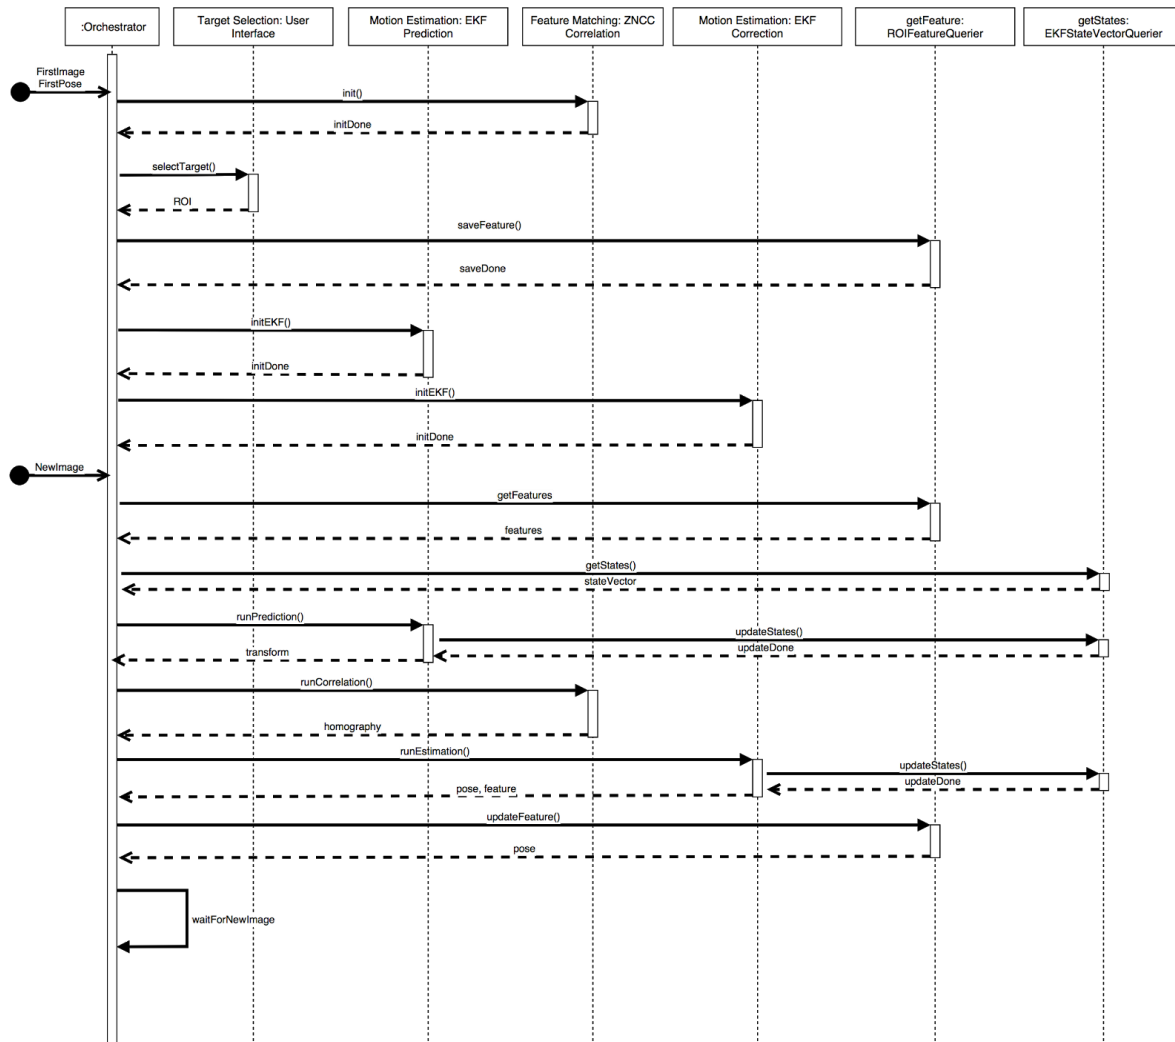 :Orchestrator
Target Selection: User
Interface
Motion Estimation: EKF
Prediction
Feature Matching: ZNCC
Correlation
Motion Estimation: EKF
Correction
getFeature:
ROIFeatureQuerier
getStates:
EKFStateVectorQuerier
FirstImage
FirstPose
init()
initDone
selectTarget()
ROI
saveFeature()
saveDone
initEKF()
initDone
initEKF()
initDone
NewImage
getFeatures
features
getStates()
stateVector
runPrediction()
updateStates()
updateDone
transform
runCorrelation()
homography
runEstimation()
updateStates()
updateDone
pose, feature
updateFeature()
pose
waitForNewImage